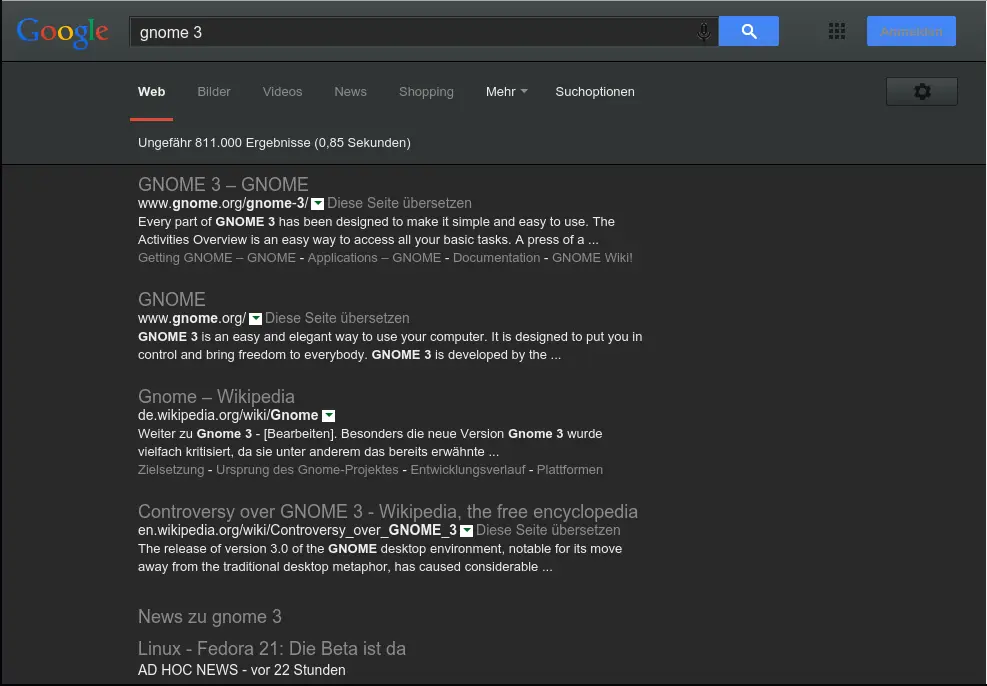 Google
gnome 3
Anmelden
Web Bilder Videos News Shopping Mehr Suchoptionen
Ungefähr 811.000 Ergebnisse (0,85 Sekunden)
GNOME 3 – GNOME
www.gnome.org/gnome-3/ Diese Seite übersetzen
Every part of GNOME 3 has been designed to make it simple and easy to use. The
Activities Overview is an easy way to access all your basic tasks. A press of a ...
Getting GNOME – GNOME - Applications – GNOME - Documentation - GNOME Wiki!
GNOME
www.gnome.org/ Diese Seite übersetzen
GNOME 3 is an easy and elegant way to use your computer. It is designed to put you in
control and bring freedom to everybody. GNOME 3 is developed by the ...
Gnome – Wikipedia
de.wikipedia.org/wiki/Gnome
Weiter zu Gnome 3 - [Bearbeiten]. Besonders die neue Version Gnome 3 wurde
vielfach kritisiert, da sie unter anderem das bereits erwähnte ...
Zielsetzung - Ursprung des Gnome-Projektes - Entwicklungsverlauf - Plattformen
Controversy over GNOME 3 - Wikipedia, the free encyclopedia
en.wikipedia.org/wiki/Controversy_over_GNOME_3 Diese Seite übersetzen
The release of version 3.0 of the GNOME desktop environment, notable for its move
away from the traditional desktop metaphor, has caused considerable ...
News zu gnome 3
Linux - Fedora 21: Die Beta ist da
AD HOC NEWS - vor 22 Stunden